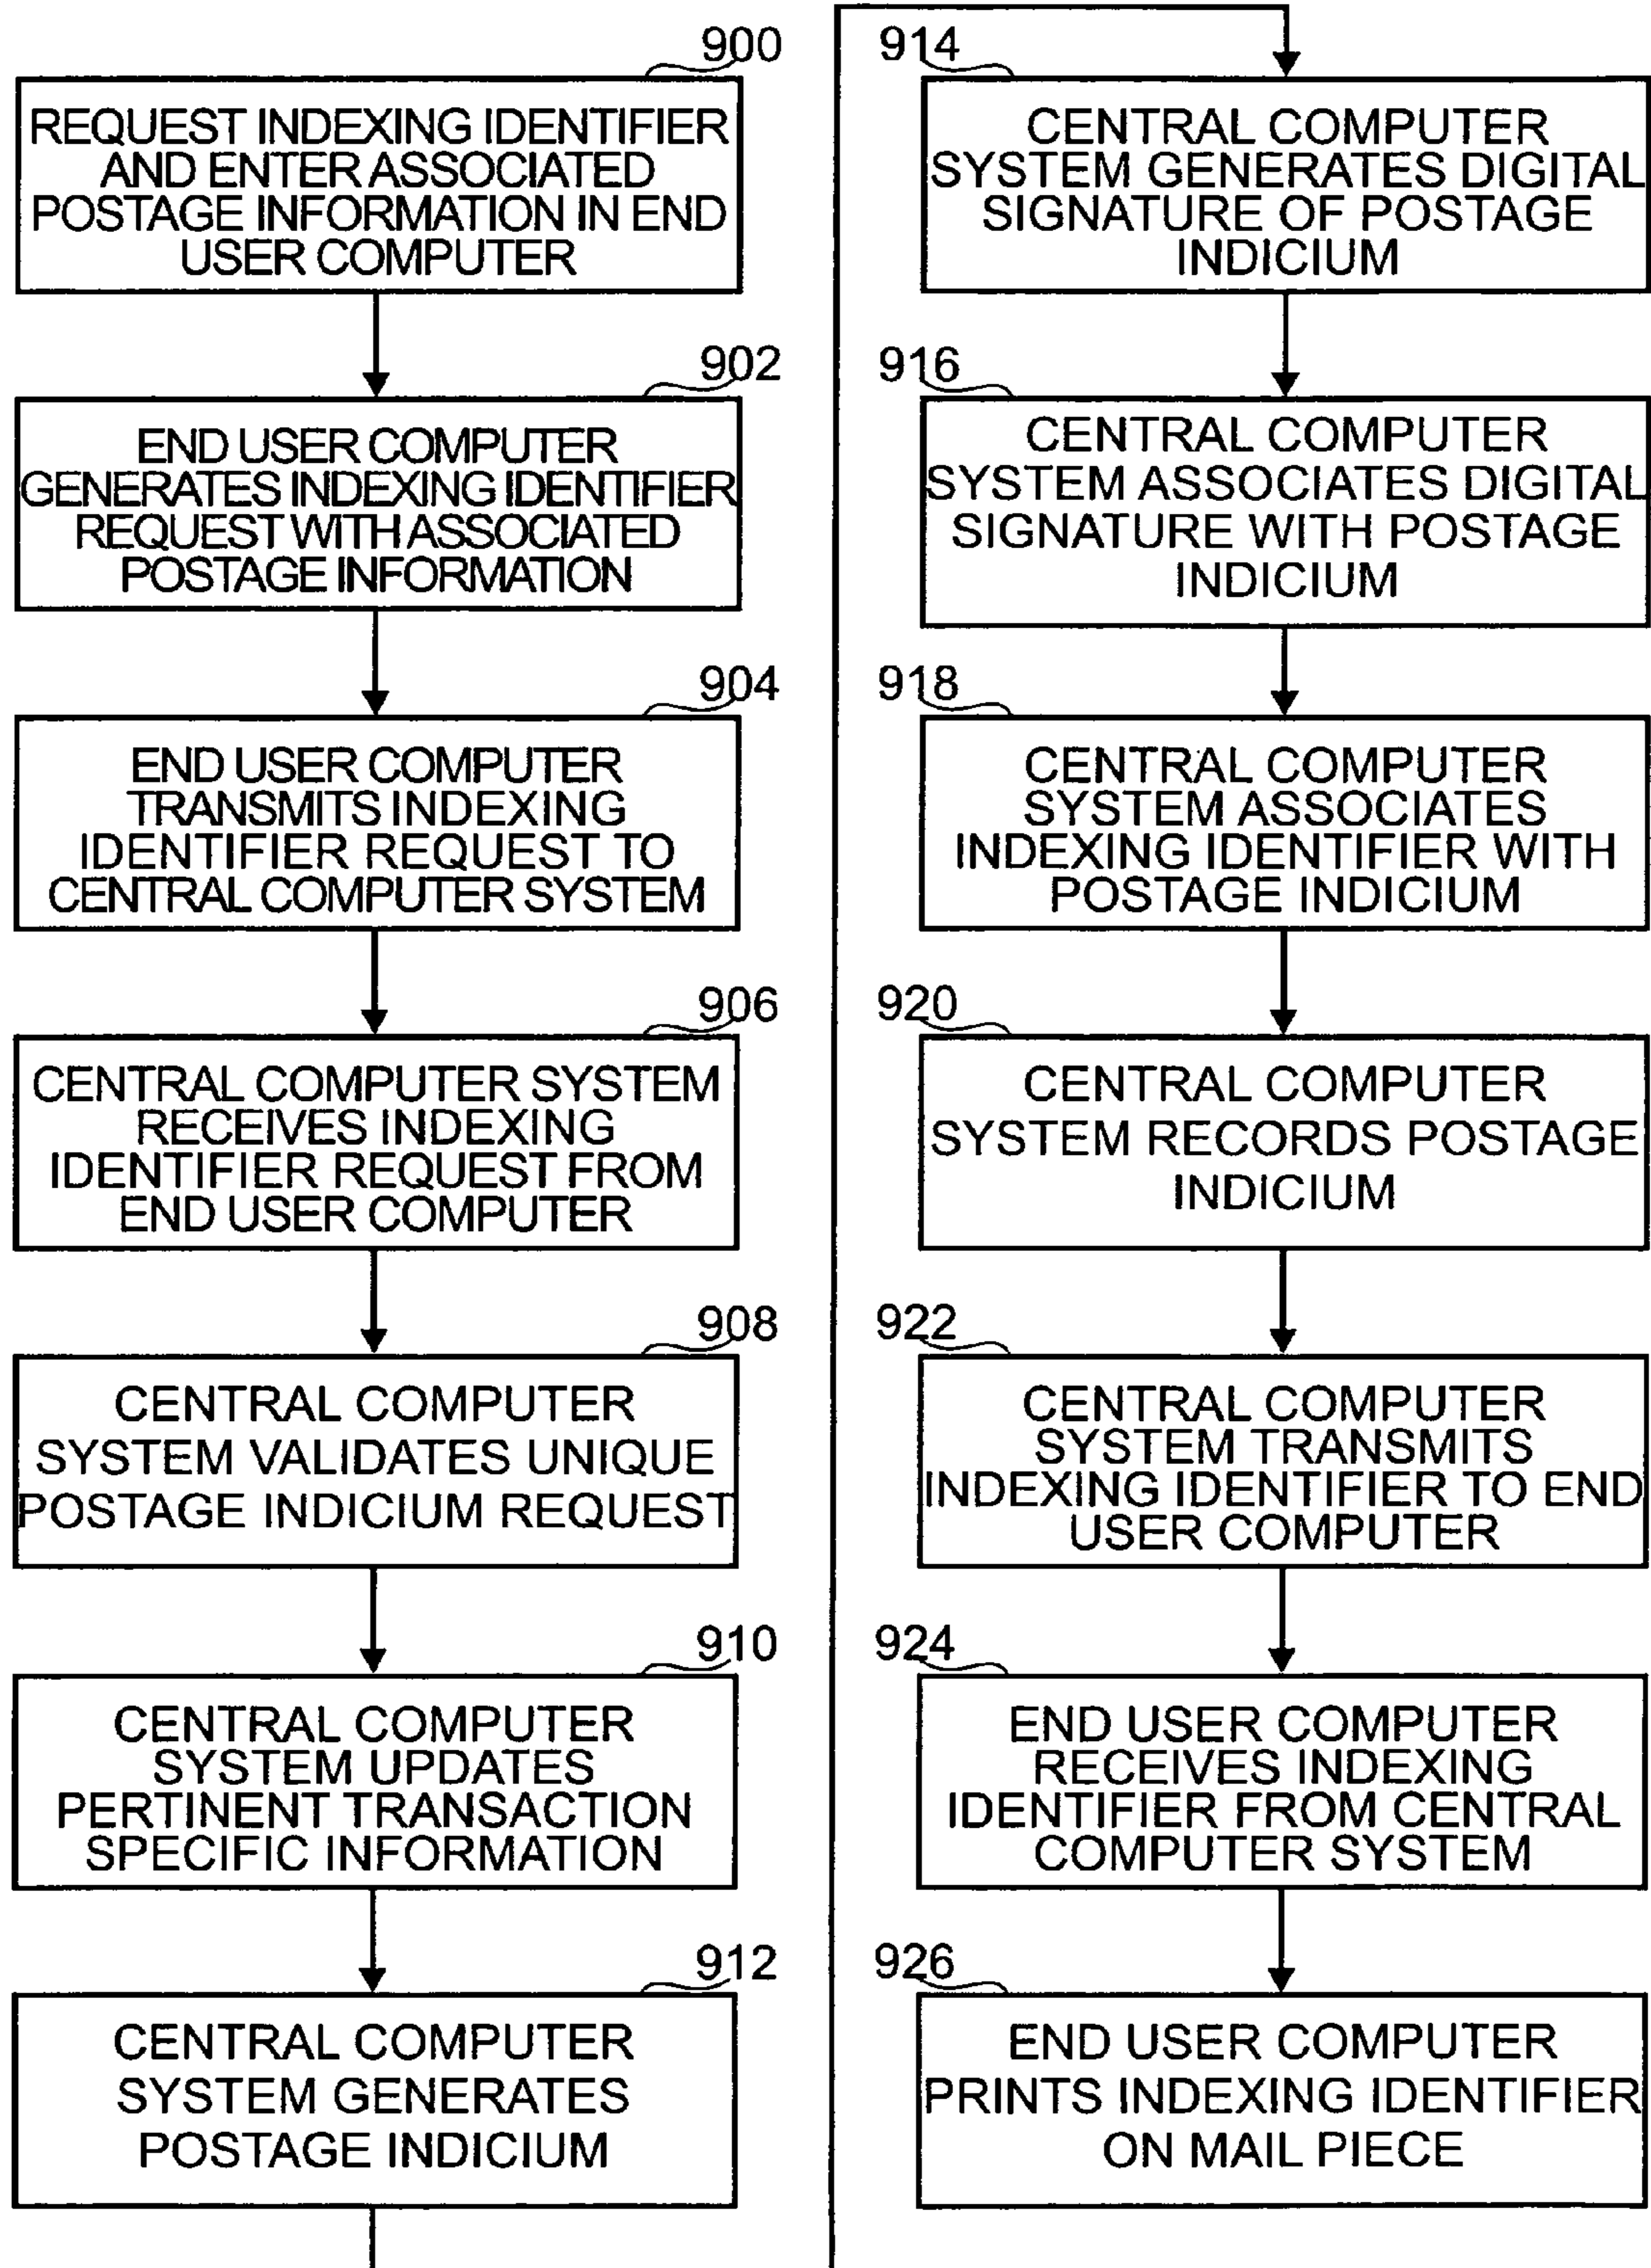 900
REQUEST INDEXING IDENTIFIER
AND ENTER ASSOCIATED
POSTAGE INFORMATION IN END
USER COMPUTER
902
END USER COMPUTER
GENERATES INDEXING IDENTIFIER
REQUEST WITH ASSOCIATED
POSTAGE INFORMATION
904
END USER COMPUTER
TRANSMITS INDEXING
IDENTIFIER REQUEST TO
CENTRAL COMPUTER SYSTEM
906
CENTRAL COMPUTER SYSTEM
RECEIVES INDEXING
IDENTIFIER REQUEST FROM
END USER COMPUTER
908
CENTRAL COMPUTER
SYSTEM VALIDATES UNIQUE
POSTAGE INDICIUM REQUEST
910
CENTRAL COMPUTER
SYSTEM UPDATES
PERTINENT TRANSACTION
SPECIFIC INFORMATION
912
CENTRAL COMPUTER
SYSTEM GENERATES
POSTAGE INDICIUM
914
CENTRAL COMPUTER
SYSTEM GENERATES DIGITAL
SIGNATURE OF POSTAGE
INDICIUM
916
CENTRAL COMPUTER
SYSTEM ASSOCIATES DIGITAL
SIGNATURE WITH POSTAGE
INDICIUM
918
CENTRAL COMPUTER
SYSTEM ASSOCIATES
INDEXING IDENTIFIER WITH
POSTAGE INDICIUM
920
CENTRAL COMPUTER
SYSTEM RECORDS POSTAGE
INDICIUM
922
CENTRAL COMPUTER
SYSTEM TRANSMITS
INDEXING IDENTIFIER TO END
USER COMPUTER
924
END USER COMPUTER
RECEIVES INDEXING
IDENTIFIER FROM CENTRAL
COMPUTER SYSTEM
926
END USER COMPUTER
PRINTS INDEXING IDENTIFIER
ON MAIL PIECE